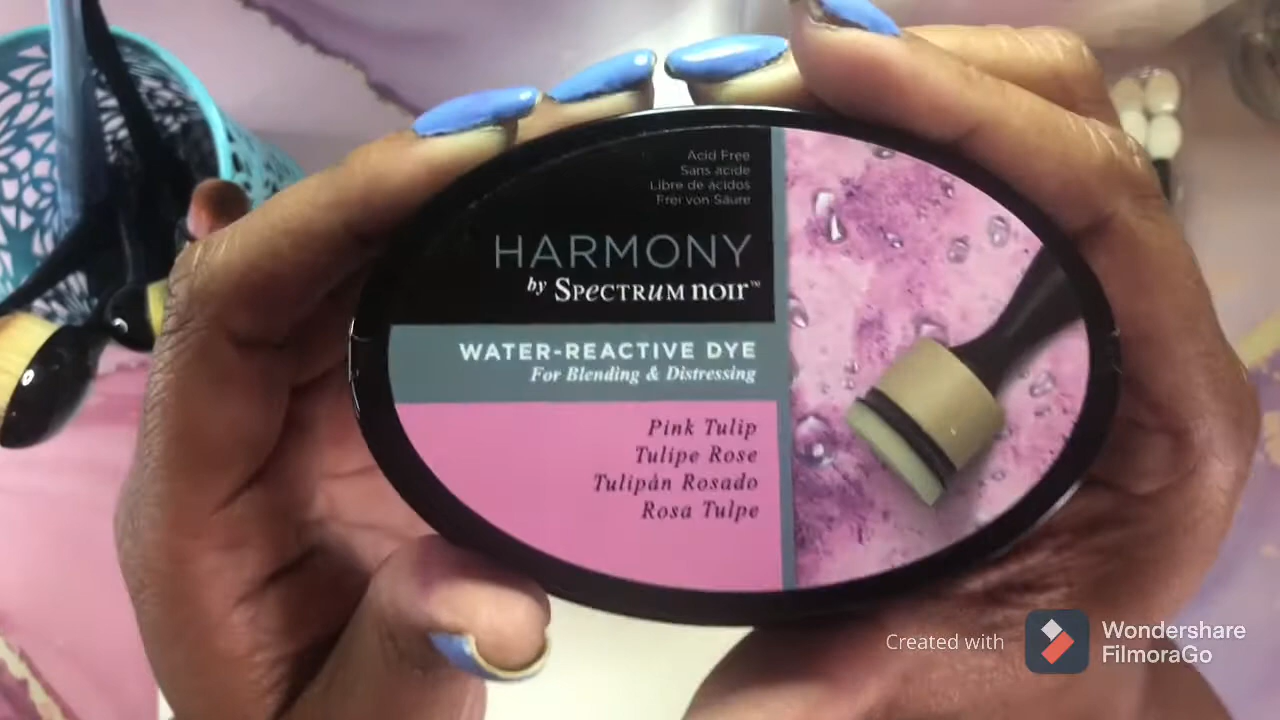 Acid Free
Sans acide
Libre de ácidos
Frei von Säure
HARMONY
by SPECTRUM NOIR™
WATER-REACTIVE DYE
For Blending & Distressing
Pink Tulip
Tulipe Rose
Tulipán Rosado
Rosa Tulpe
Created with
Wondershare
FilmoraGo